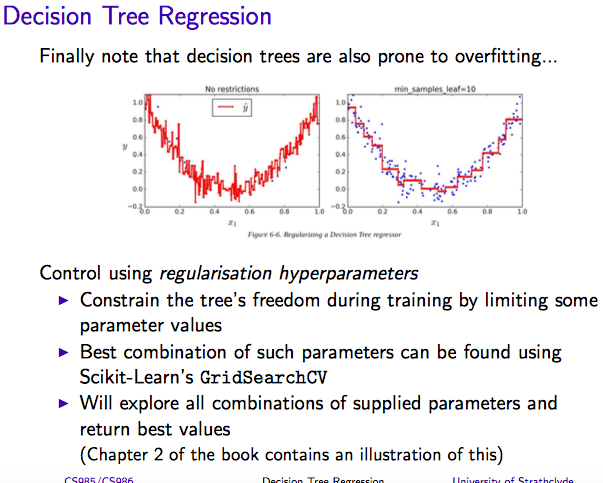 Decision Tree Regression
Finally note that decision trees are also prone to overfitting...
No restrictions
ŷ
1.0
0.8
0.6
0.4
0.2
0.0
−0.2
y
0.0 0.2 0.4 0.6 0.8 1.0
x₁
min_samples_leaf=10
1.0
0.8
0.6
0.4
0.2
0.0
−0.2
0.0 0.2 0.4 0.6 0.8 1.0
x₁
Figure 6-6. Regularizing a Decision Tree regressor
Control using regularisation hyperparameters
▶ Constrain the tree's freedom during training by limiting some
parameter values
▶ Best combination of such parameters can be found using
Scikit-Learn's GridSearchCV
▶ Will explore all combinations of supplied parameters and
return best values
(Chapter 2 of the book contains an illustration of this)
CS985/CS986 Decision Tree Regression University of Strathclyde